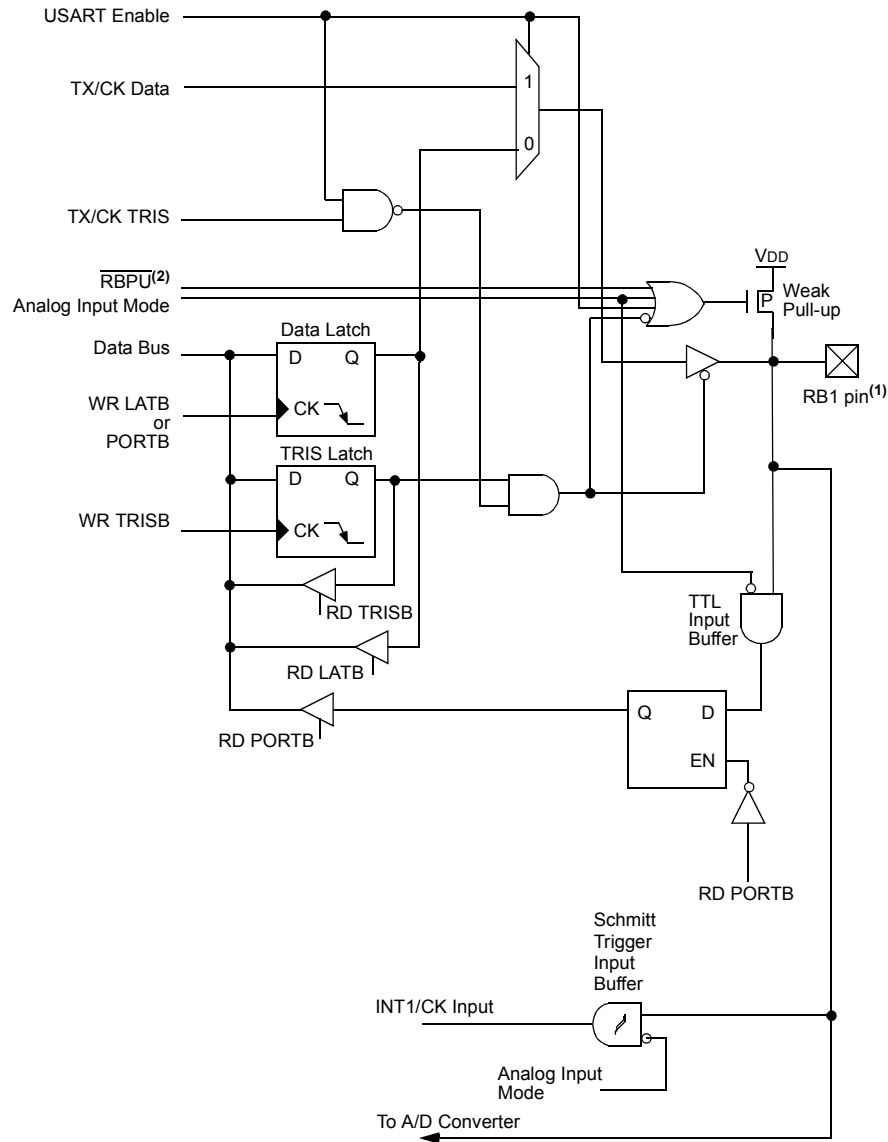 USART Enable
TX/CK Data
1
0
TX/CK TRIS
VDD
RBPU(2)
Analog Input Mode
P
Weak
Pull-up
Data Latch
Data Bus
D Q
WR LATB
or
PORTB
CK
RB1 pin(1)
TRIS Latch
D Q
WR TRISB
CK
RD TRISB
TTL
Input
Buffer
RD LATB
Q D
RD PORTB
EN
RD PORTB
Schmitt
Trigger
Input
Buffer
INT1/CK Input
Analog Input
Mode
To A/D Converter